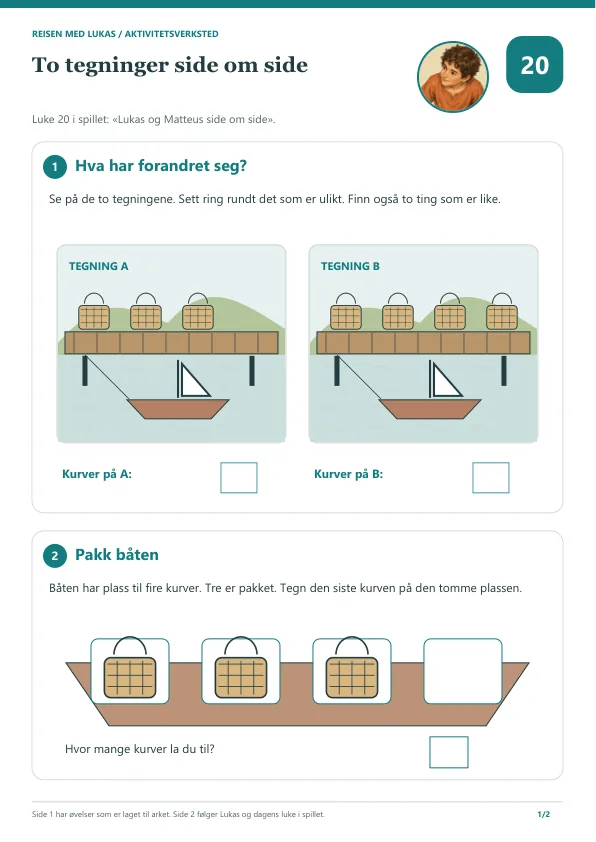 REISEN MED LUKAS / AKTIVITETSVERKSTED
To tegninger side om side
20
Luke 20 i spillet: «Lukas og Matteus side om side».
1 Hva har forandret seg?
Se på de to tegningene. Sett ring rundt det som er ulikt. Finn også to ting som er like.
TEGNING A
TEGNING B
Kurver på A:
Kurver på B:
2 Pakk båten
Båten har plass til fire kurver. Tre er pakket. Tegn den siste kurven på den tomme plassen.
Hvor mange kurver la du til?
Side 1 har øvelser som er laget til arket. Side 2 følger Lukas og dagens luke i spillet.
1/2